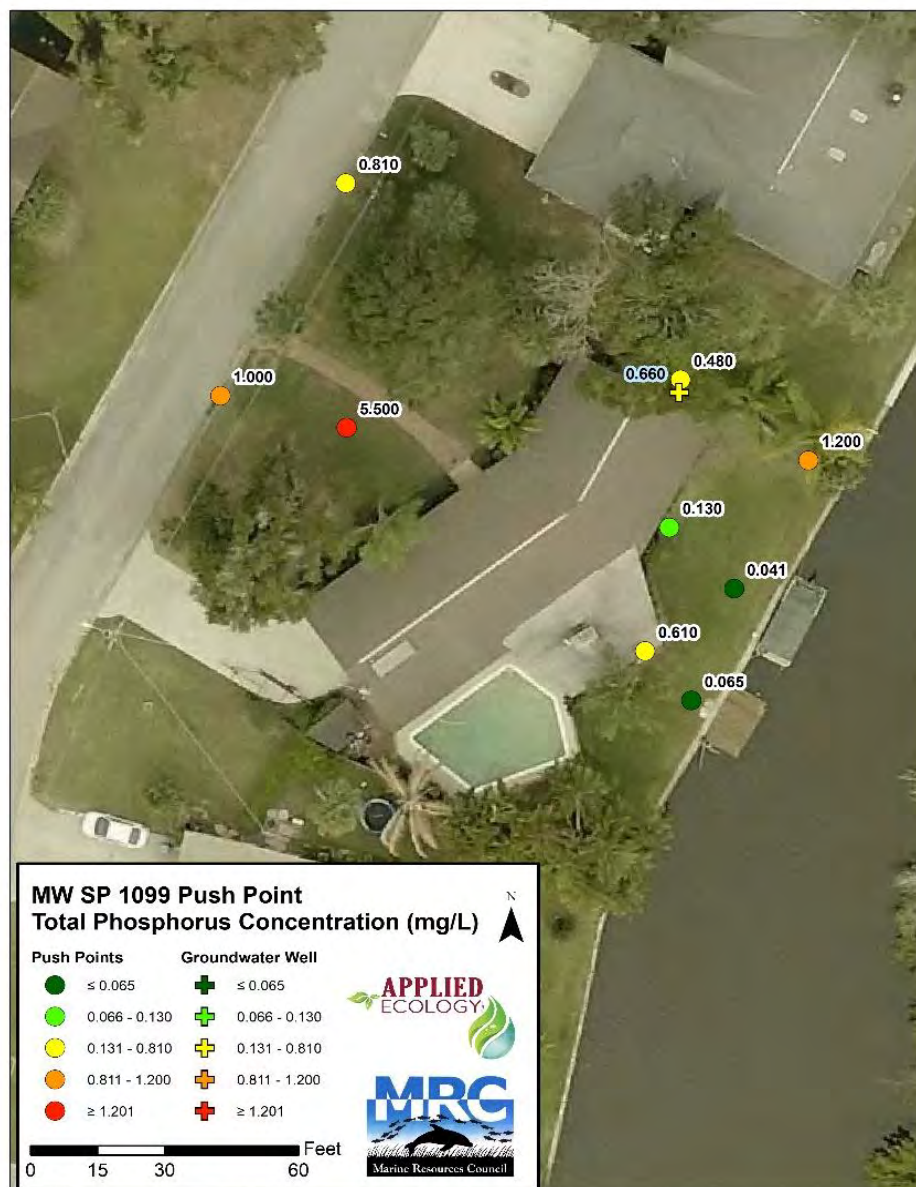 0.810
1.000
5.500
0.660
0.480
1.200
0.130
0.041
0.610
0.065
MW SP 1099 Push Point
Total Phosphorus Concentration (mg/L)
N
Push Points Groundwater Well
≤ 0.065 ≤ 0.065
0.066 - 0.130 0.066 - 0.130
0.131 - 0.810 0.131 - 0.810
0.811 - 1.200 0.811 - 1.200
≥ 1.201 ≥ 1.201
APPLIED
ECOLOGY
MRC
Marine Resources Council
Feet
0 15 30 60